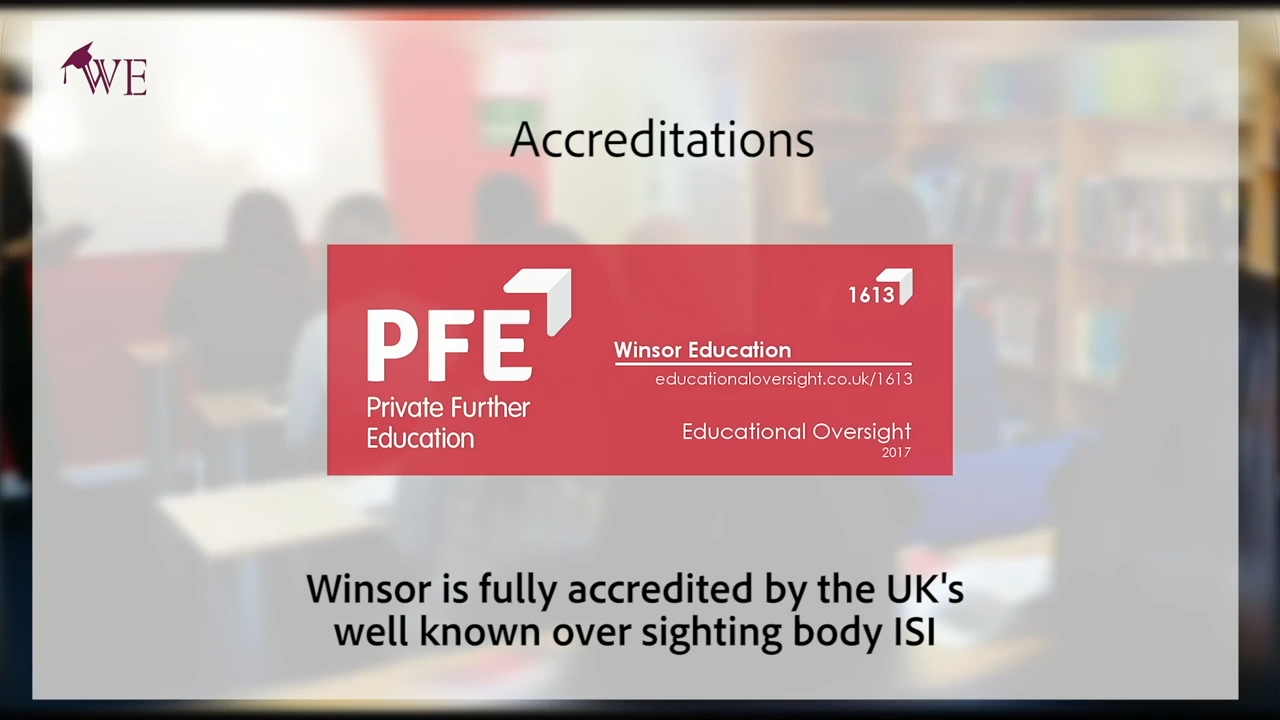 WE
Accreditations
PFE
Private Further
Education
1613
Winsor Education
educationaloversight.co.uk/1613
Educational Oversight
2017
Winsor is fully accredited by the UK's
well known over sighting body ISI